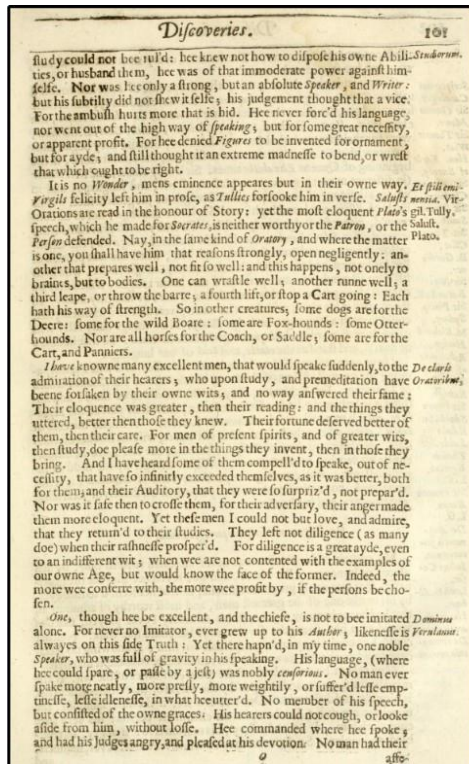 Discoveries. 101
study could not bee rul'd: hee knew not how to dispose his owne Abili- Studiorum.
ties, or husband them, hee was of that immoderate power against him-
selfe. Nor was hee only a strong, but an absolute Speaker, and Writer:
but his subtilty did not shew it selfe; his judgement thought that a vice.
For the ambush hurts more that is hid. Hee never forc'd his language,
nor went out of the high way of speaking; but for some great necessity,
or apparent profit. For hee denied Figures to be invented for ornament,
but for ayde; and still thought it an extreme madnesse to bend, or wrest
that which ought to be right.
It is no Wonder, mens eminence appeares but in their owne way. Et stili emi-
Virgils felicity left him in prose, as Tullies forsooke him in verse. Salusts nentia. Vir-
Orations are read in the honour of Story: yet the most eloquent Plato's gil. Tully.
speech, which he made for Socrates, is neither worthy or the Patron, or the Salust.
Person defended. Nay, in the same kind of Oratory, and where the matter Plato.
is one, you shall have him that reasons strongly, open negligently: an-
other that prepares well, not fit so well: and this happens, not onely to
braines, but to bodies. One can wrastle well; another runne well; a
third leape, or throw the barre; a fourth lift, or stop a Cart going: Each
hath his way of strength. So in other creatures; some dogs are for the
Deere: some for the wild Boare: some are Fox-hounds: some Otter-
hounds. Nor are all horses for the Coach, or Saddle; some are for the
Cart, and Panniers.
I have knowne many excellent men, that would speake suddenly, to the De claris
admiration of their hearers; who upon study, and premeditation have Oratoribus,
beene forsaken by their owne wits; and no way answered their fame:
Their eloquence was greater, then their reading: and the things they
uttered, better then those they knew. Their fortune deserved better of
them, then their care. For men of present spirits, and of greater wits,
then study, doe please more in the things they invent, then in those they
bring. And I have heard some of them compell'd to speake, out of ne-
cessity, that have so infinitly exceeded themselves, as it was better, both
for them; and their Auditory, that they were so surpriz'd, not prepar'd.
Nor was it safe then to crosse them, for their adversary, their anger made
them more eloquent. Yet these men I could not but love, and admire,
that they return'd to their studies. They left not diligence (as many
doe) when their rashnesse prosper'd. For diligence is a great ayde, even
to an indifferent wit; when wee are not contented with the examples of
our owne Age, but would know the face of the former. Indeed, the
more wee conferre with, the more wee profit by, if the persons be cho-
sen.
One, though hee be excellent, and the chiefe, is not to bee imitated Dominus
alone. For never no Imitator, ever grew up to his Author; likenesse is Verulanus.
alwayes on this side Truth: Yet there hapn'd, in my time, one noble
Speaker, who was full of gravity in his speaking. His language, (where
hee could spare, or passe by a jest) was nobly censorious. No man ever
spake more neatly, more presly, more weightily, or suffer'd lesse emp-
tinesse, lesse idlenesse, in what hee utter'd. No member of his speech,
but consisted of the owne graces: His hearers could not cough, or looke
aside from him, without losse. Hee commanded where hee spoke;
and had his Judges angry, and pleased at his devotion. No man had their
O affe-